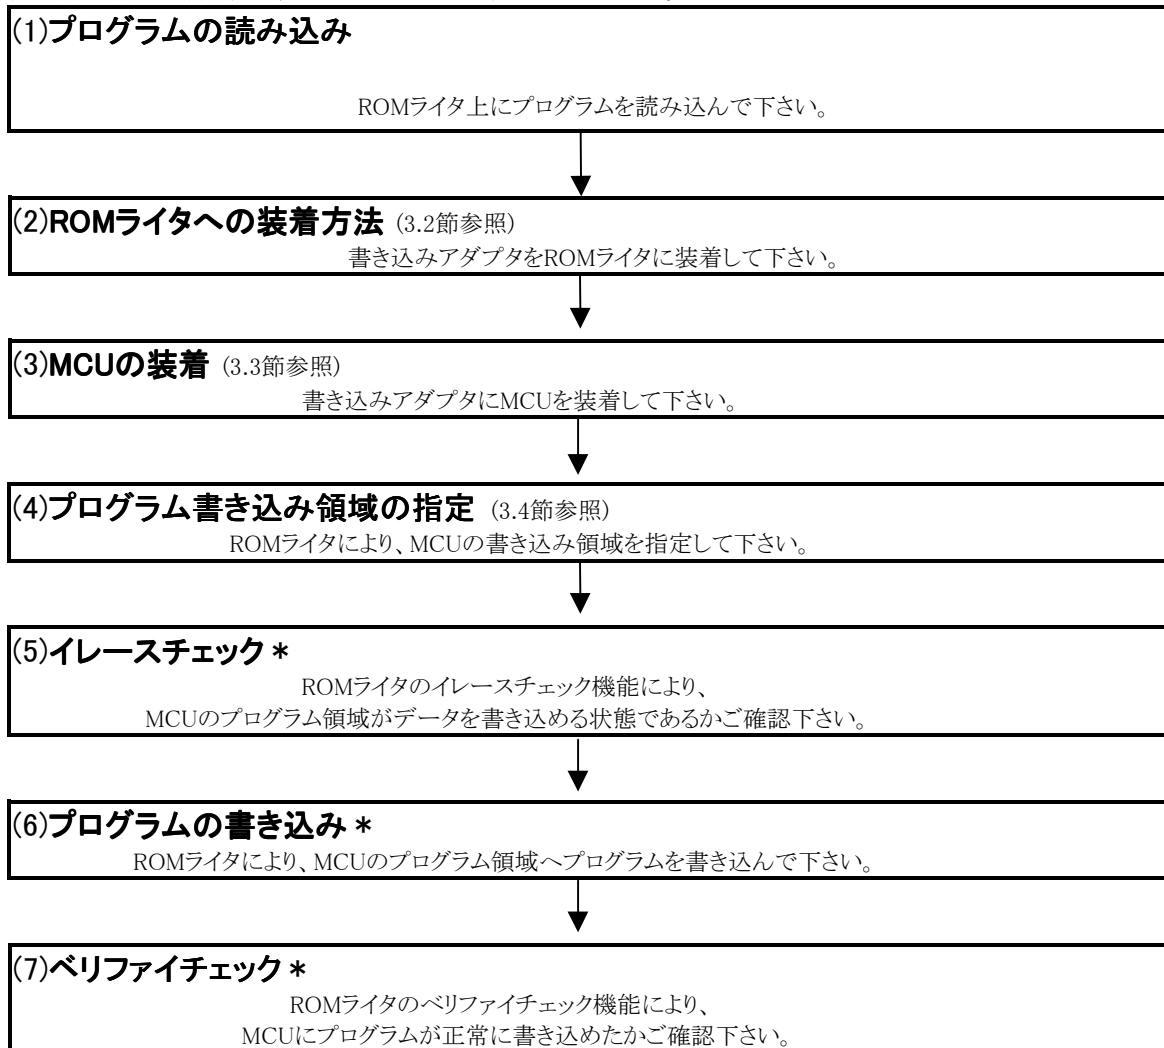 (1)プログラムの読み込み
ROMライタ上にプログラムを読み込んで下さい。
(2)ROMライタへの装着方法 (3.2節参照)
書き込みアダプタをROMライタに装着して下さい。
(3)MCUの装着 (3.3節参照)
書き込みアダプタにMCUを装着して下さい。
(4)プログラム書き込み領域の指定 (3.4節参照)
ROMライタにより、MCUの書き込み領域を指定して下さい。
(5)イレースチェック*
ROMライタのイレースチェック機能により、
MCUのプログラム領域がデータを書き込める状態であるかご確認下さい。
(6)プログラムの書き込み*
ROMライタにより、MCUのプログラム領域へプログラムを書き込んで下さい。
(7)ベリファイチェック*
ROMライタのベリファイチェック機能により、
MCUにプログラムが正常に書き込めたかご確認下さい。